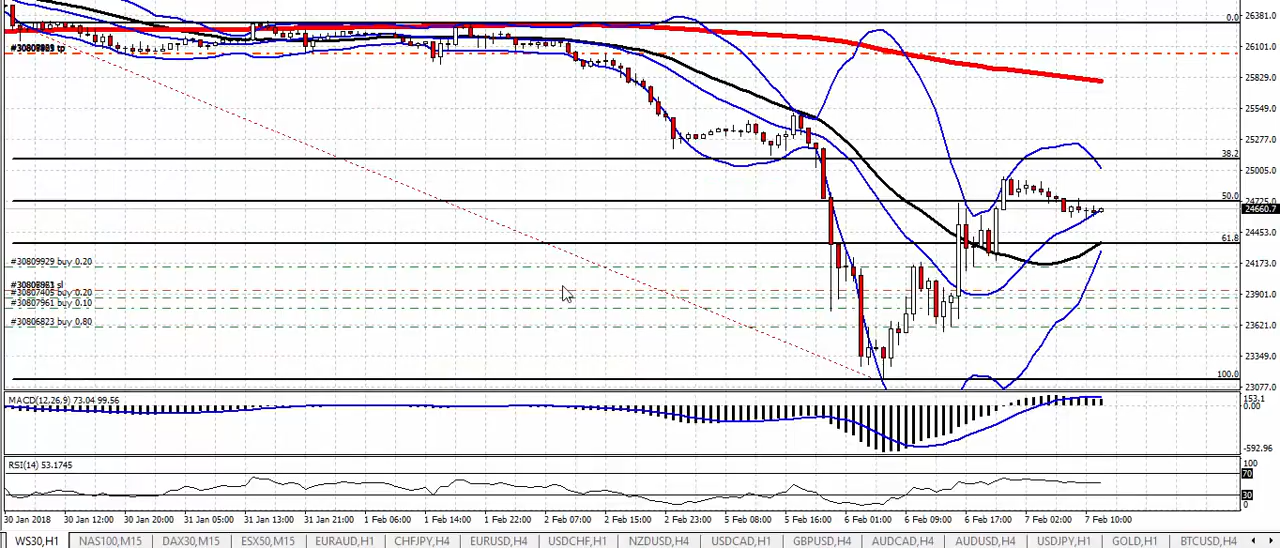 26381.0
0.0
#30807961 tp
26101.0
25829.0
25549.0
25277.0
38.2
25005.0
50.0
24725.0
24660.7
24453.0
61.8
#30809929 buy 0.20
24173.0
sl
#30807405 buy 0.20
23901.0
#30807961 buy 0.10
#30806823 buy 0.80
23621.0
23349.0
100.0
23077.0
MACD(12,26,9) 73.04 99.56
153.1
0.00
-592.96
RSI(14) 53.1745
100
70
30
0
30 Jan 2018 30 Jan 12:00 30 Jan 20:00 31 Jan 05:00 31 Jan 13:00 31 Jan 21:00 1 Feb 06:00 1 Feb 14:00 1 Feb 22:00 2 Feb 07:00 2 Feb 15:00 2 Feb 23:00 5 Feb 08:00 5 Feb 16:00 6 Feb 01:00 6 Feb 09:00 6 Feb 17:00 7 Feb 02:00 7 Feb 10:00
WS30,H1 NAS100,M15 DAX30,M15 ESX50,M15 EURAUD,H1 CHFJPY,H4 EURUSD,H4 USDCHF,H1 NZDUSD,H4 USDCAD,H1 GBPUSD,H4 AUDCAD,H4 AUDUSD,H4 USDJPY,H1 GOLD,H1 BTCUSD,H4